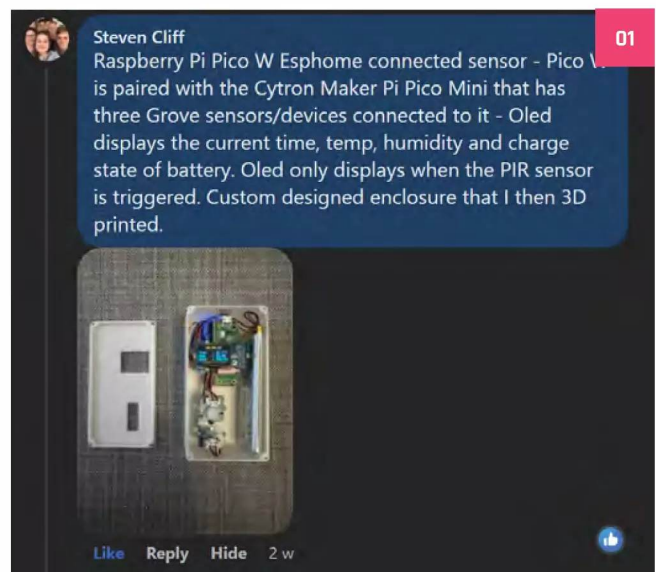 01
Steven Cliff
Raspberry Pi Pico W Esphome connected sensor - Pico
is paired with the Cytron Maker Pi Pico Mini that has
three Grove sensors/devices connected to it - Oled
displays the current time, temp, humidity and charge
state of battery. Oled only displays when the PIR sensor
is triggered. Custom designed enclosure that I then 3D
printed.
Like Reply Hide 2 w